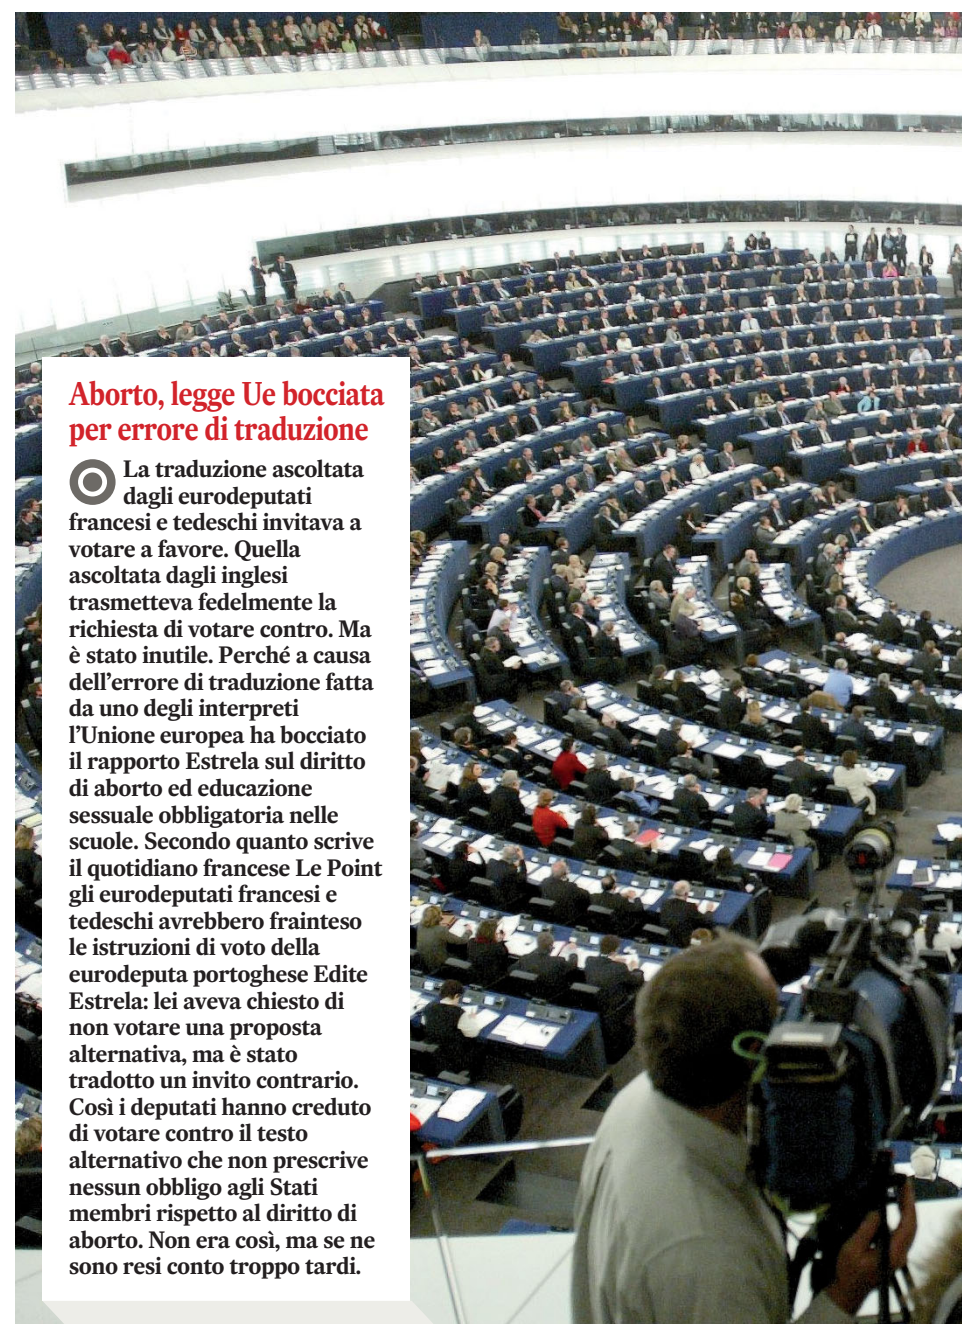 Aborto, legge Ue bocciata
per errore di traduzione
La traduzione ascoltata
dagli eurodeputati
francesi e tedeschi invitava a
votare a favore. Quella
ascoltata dagli inglesi
trasmetteva fedelmente la
richiesta di votare contro. Ma
è stato inutile. Perché a causa
dell'errore di traduzione fatta
da uno degli interpreti
l'Unione europea ha bocciato
il rapporto Estrela sul diritto
di aborto ed educazione
sessuale obbligatoria nelle
scuole. Secondo quanto scrive
il quotidiano francese Le Point
gli eurodeputati francesi e
tedeschi avrebbero frainteso
le istruzioni di voto della
eurodeputa portoghese Edite
Estrela: lei aveva chiesto di
non votare una proposta
alternativa, ma è stato
tradotto un invito contrario.
Così i deputati hanno creduto
di votare contro il testo
alternativo che non prescrive
nessun obbligo agli Stati
membri rispetto al diritto di
aborto. Non era così, ma se ne
sono resi conto troppo tardi.